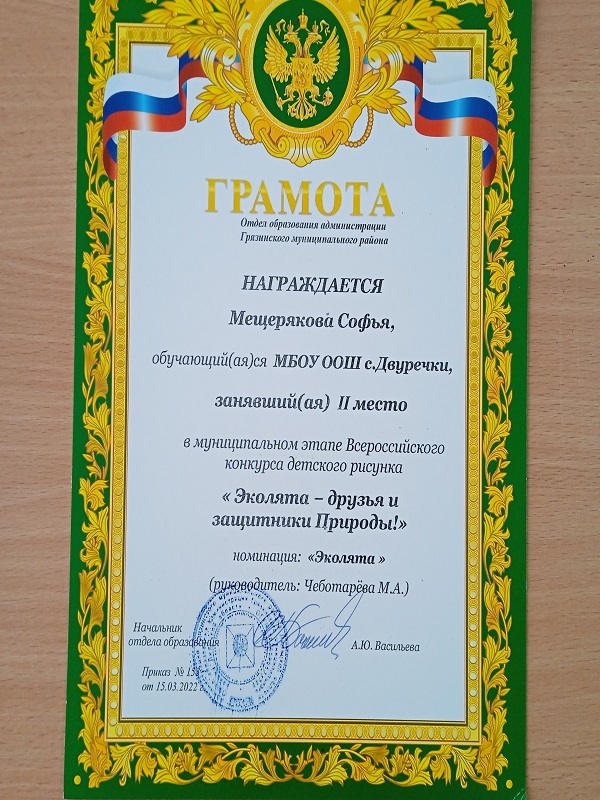 ГРАМОТА
Отдел образования администрации
Грязинского муниципального района
НАГРАЖДАЕТСЯ
Мещерякова Софья,
обучающий(ая)ся МБОУ ООШ с.Двуречки,
занявший(ая) II место
в муниципальном этапе Всероссийского
конкурса детского рисунка
« Эколята – друзья и
защитники Природы!»
номинация: «Эколята »
(руководитель: Чеботарёва М.А.)
Начальник
отдела образования
А.Ю. Васильева
Приказ №
от 15.03.2022 г.